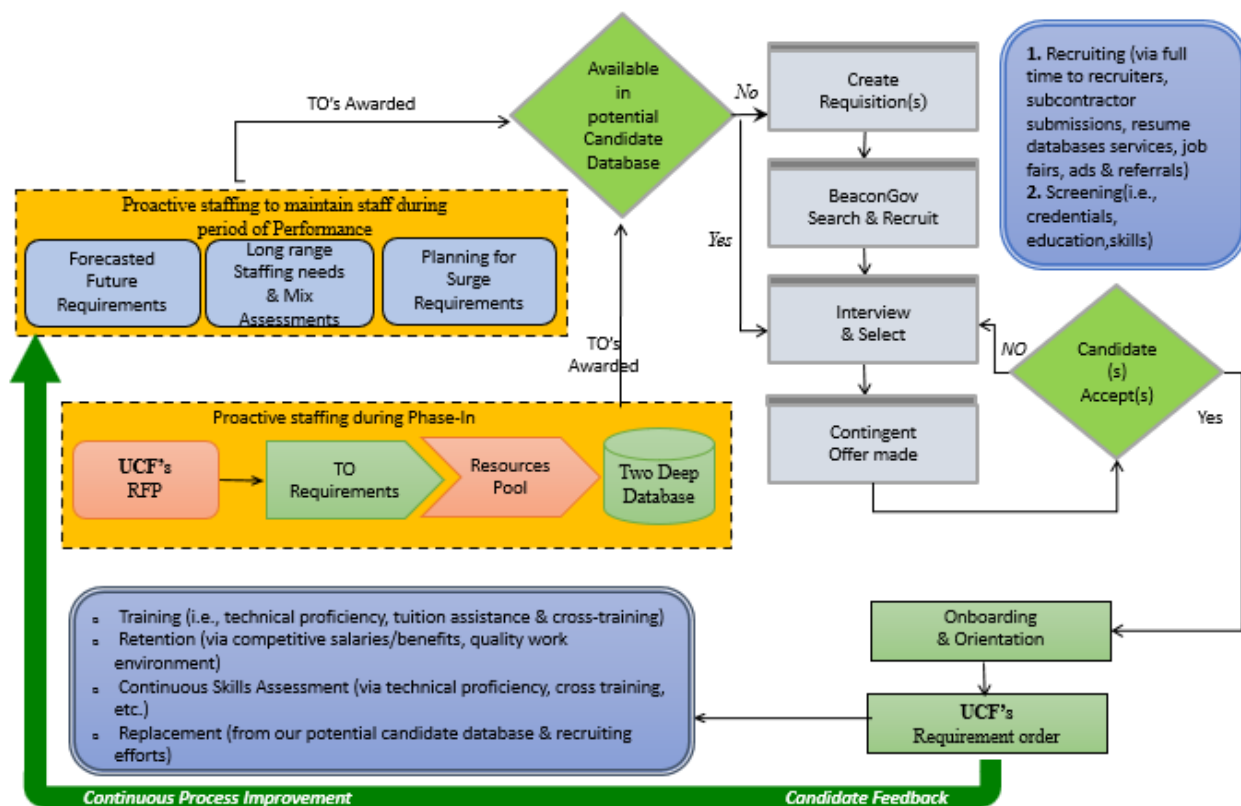 Available
in
potential
Candidate
Database
TO's Awarded
No
Yes
Create
Requisition(s)
BeaconGov
Search & Recruit
Interview
& Select
Contingent
Offer made
1. Recruiting (via full
time to recruiters,
subcontractor
submissions, resume
databases services, job
fairs, ads & referrals)
2. Screening(i.e.,
credentials,
education,skills)
Proactive staffing to maintain staff during
period of Performance
Forecasted
Future
Requirements
Long range
Staffing needs
& Mix
Assessments
Planning for
Surge
Requirements
TO's
Awarded
NO
Candidate
(s)
Accept(s)
Yes
Proactive staffing during Phase-In
UCF's
RFP
TO
Requirements
Resources
Pool
Two Deep
Database
Training (i.e., technical proficiency, tuition assistance & cross-training)
Retention (via competitive salaries/benefits, quality work
environment)
Continuous Skills Assessment (via technical proficiency, cross training,
etc.)
Replacement (from our potential candidate database & recruiting
efforts)
Onboarding
& Orientation
UCF's
Requirement order
Continuous Process Improvement
Candidate Feedback